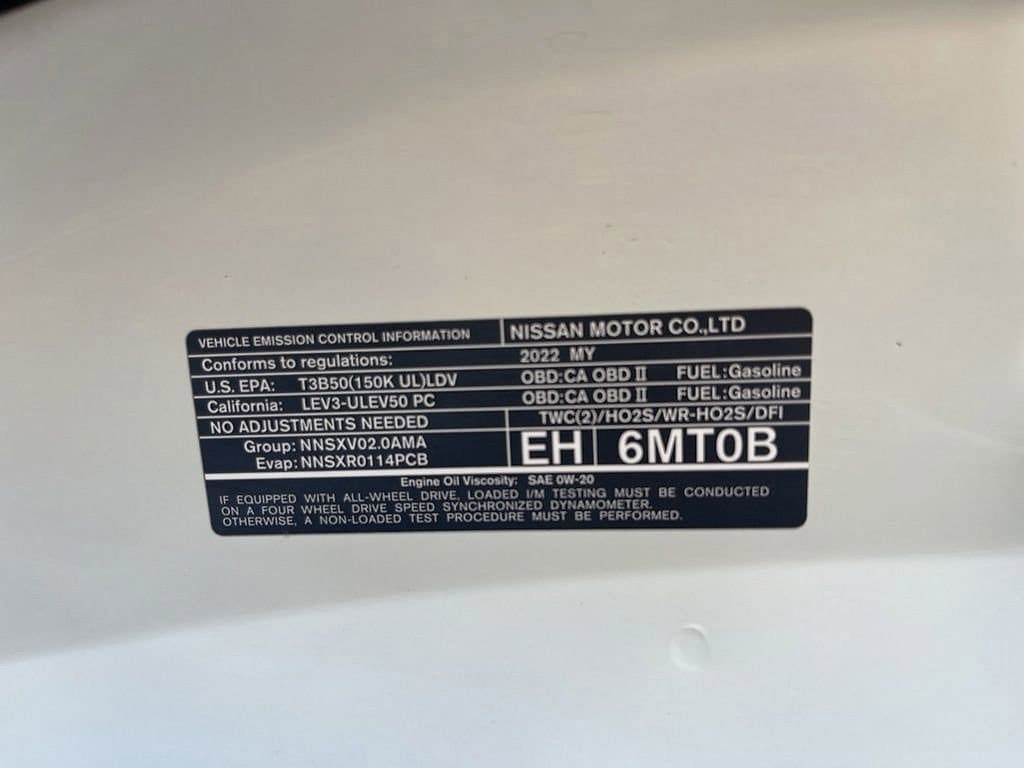 VEHICLE EMISSION CONTROL INFORMATION NISSAN MOTOR CO.,LTD
Conforms to regulations: 2022 MY
U.S. EPA: T3B50(150K UL)LDV OBD:CA OBD II FUEL:Gasoline
California: LEV3-ULEV50 PC OBD:CA OBD II FUEL:Gasoline
NO ADJUSTMENTS NEEDED TWC(2)/HO2S/WR-HO2S/DFI
Group: NNSXV02.0AMA
Evap: NNSXR0114PCB
EH 6MT0B
Engine Oil Viscosity: SAE 0W-20
IF EQUIPPED WITH ALL-WHEEL DRIVE, LOADED I/M TESTING MUST BE CONDUCTED
ON A FOUR WHEEL DRIVE SPEED SYNCHRONIZED DYNAMOMETER.
OTHERWISE, A NON-LOADED TEST PROCEDURE MUST BE PERFORMED.